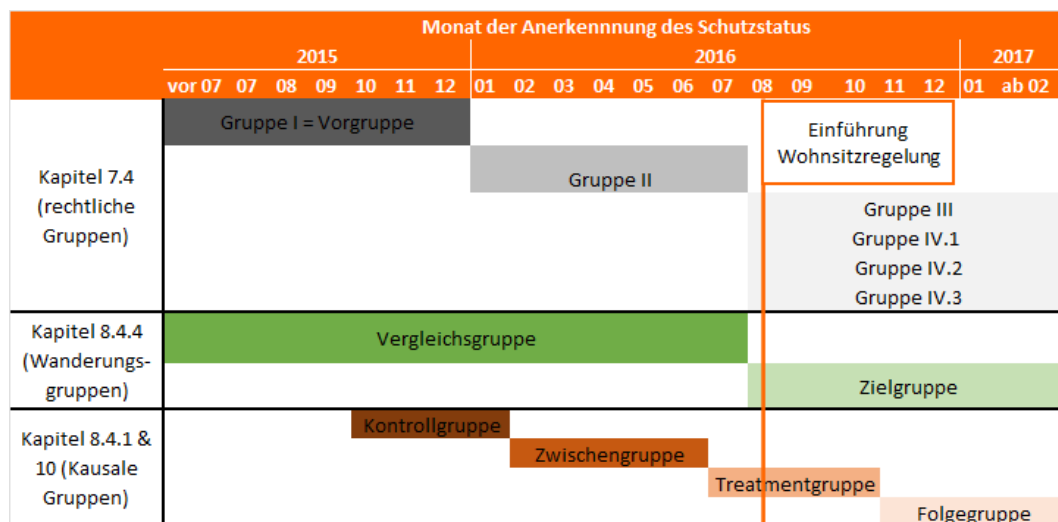 Monat der Anerkennnung des Schutzstatus
2015 2016 2017
vor 07 07 08 09 10 11 12 01 02 03 04 05 06 07 08 09 10 11 12 01 ab 02
Kapitel 7.4
(rechtliche
Gruppen)
Gruppe I = Vorgruppe
Gruppe II
Einführung
Wohnsitzregelung
Gruppe III
Gruppe IV.1
Gruppe IV.2
Gruppe IV.3
Kapitel 8.4.4
(Wanderungs-
gruppen)
Vergleichsgruppe
Zielgruppe
Kapitel 8.4.1 &
10 (Kausale
Gruppen)
Kontrollgruppe
Zwischengruppe
Treatmentgruppe
Folgegruppe